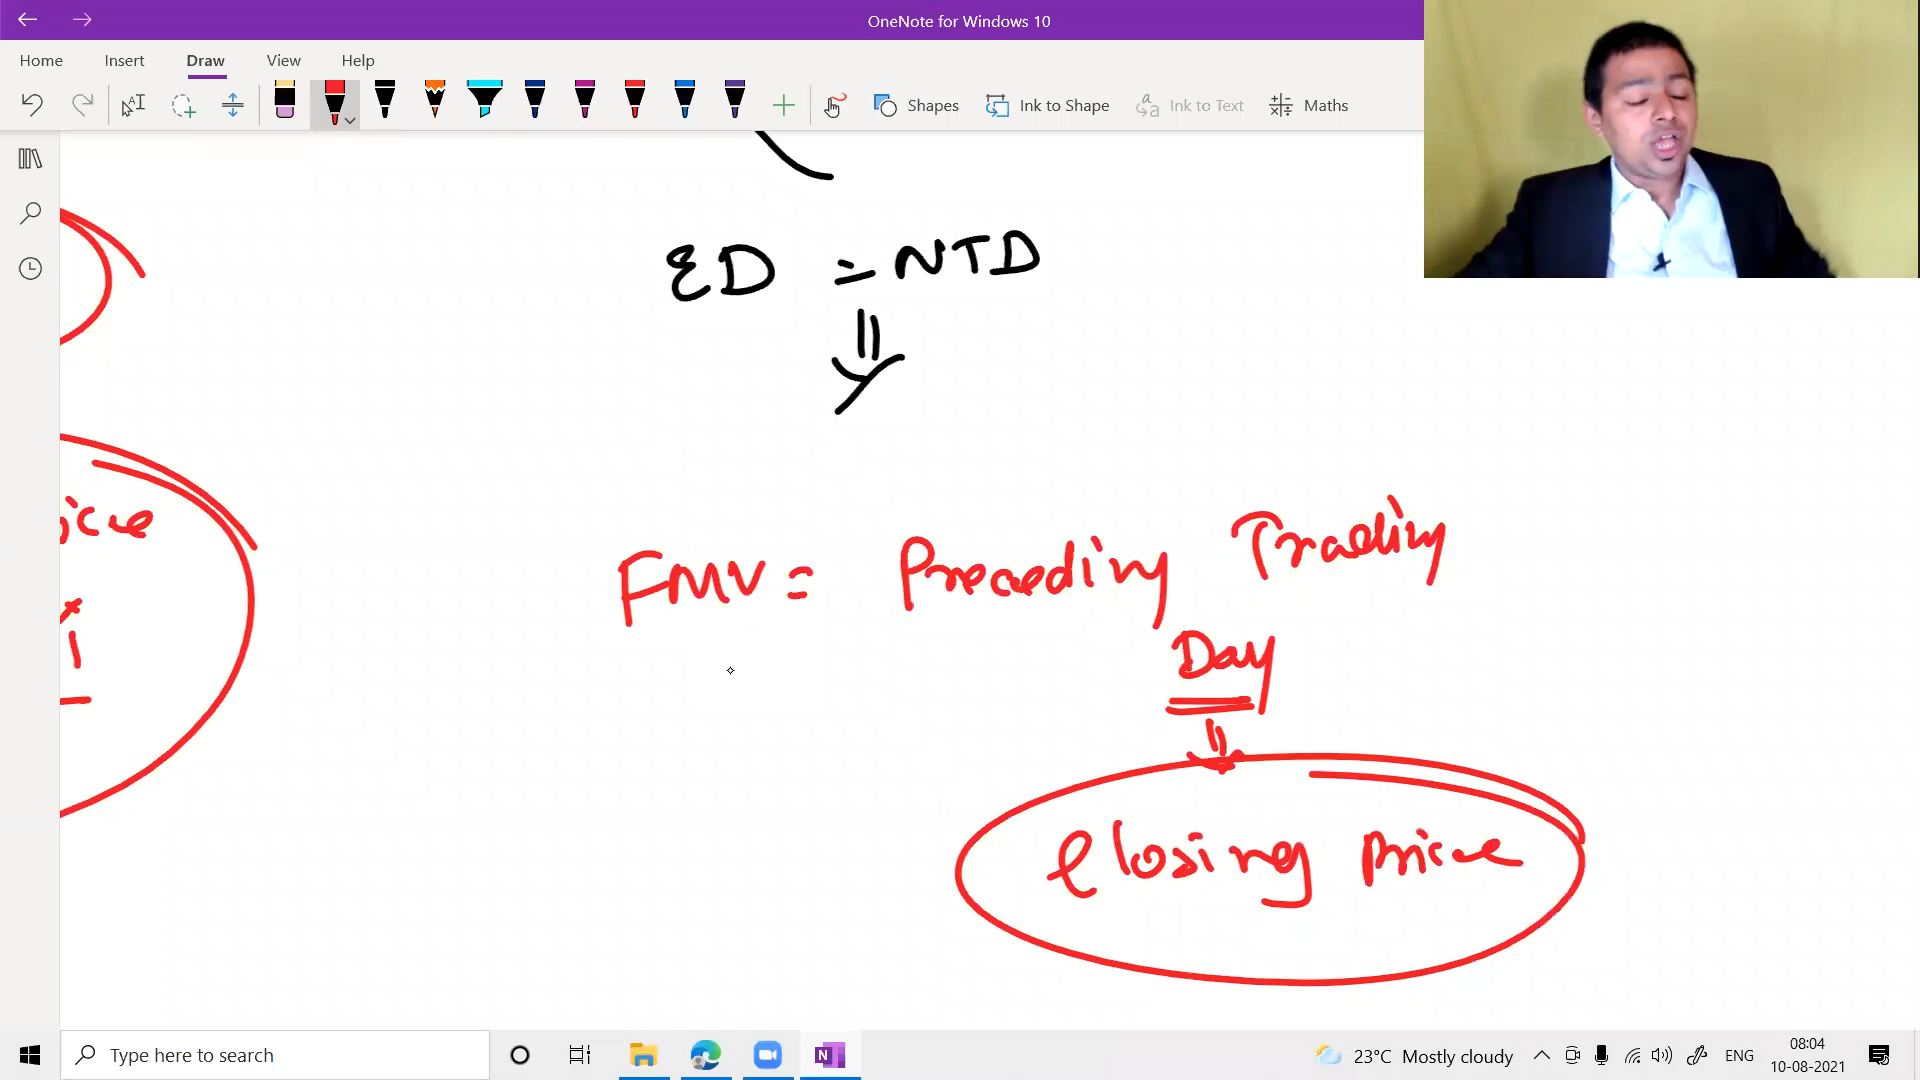 OneNote for Windows 10
Home Insert Draw View Help
Shapes Ink to Shape Ink to Text Maths
ED = NTD
FMV = Preceding Trading
Day
Closing Price
Type here to search
23°C Mostly cloudy ENG 08:04
10-08-2021